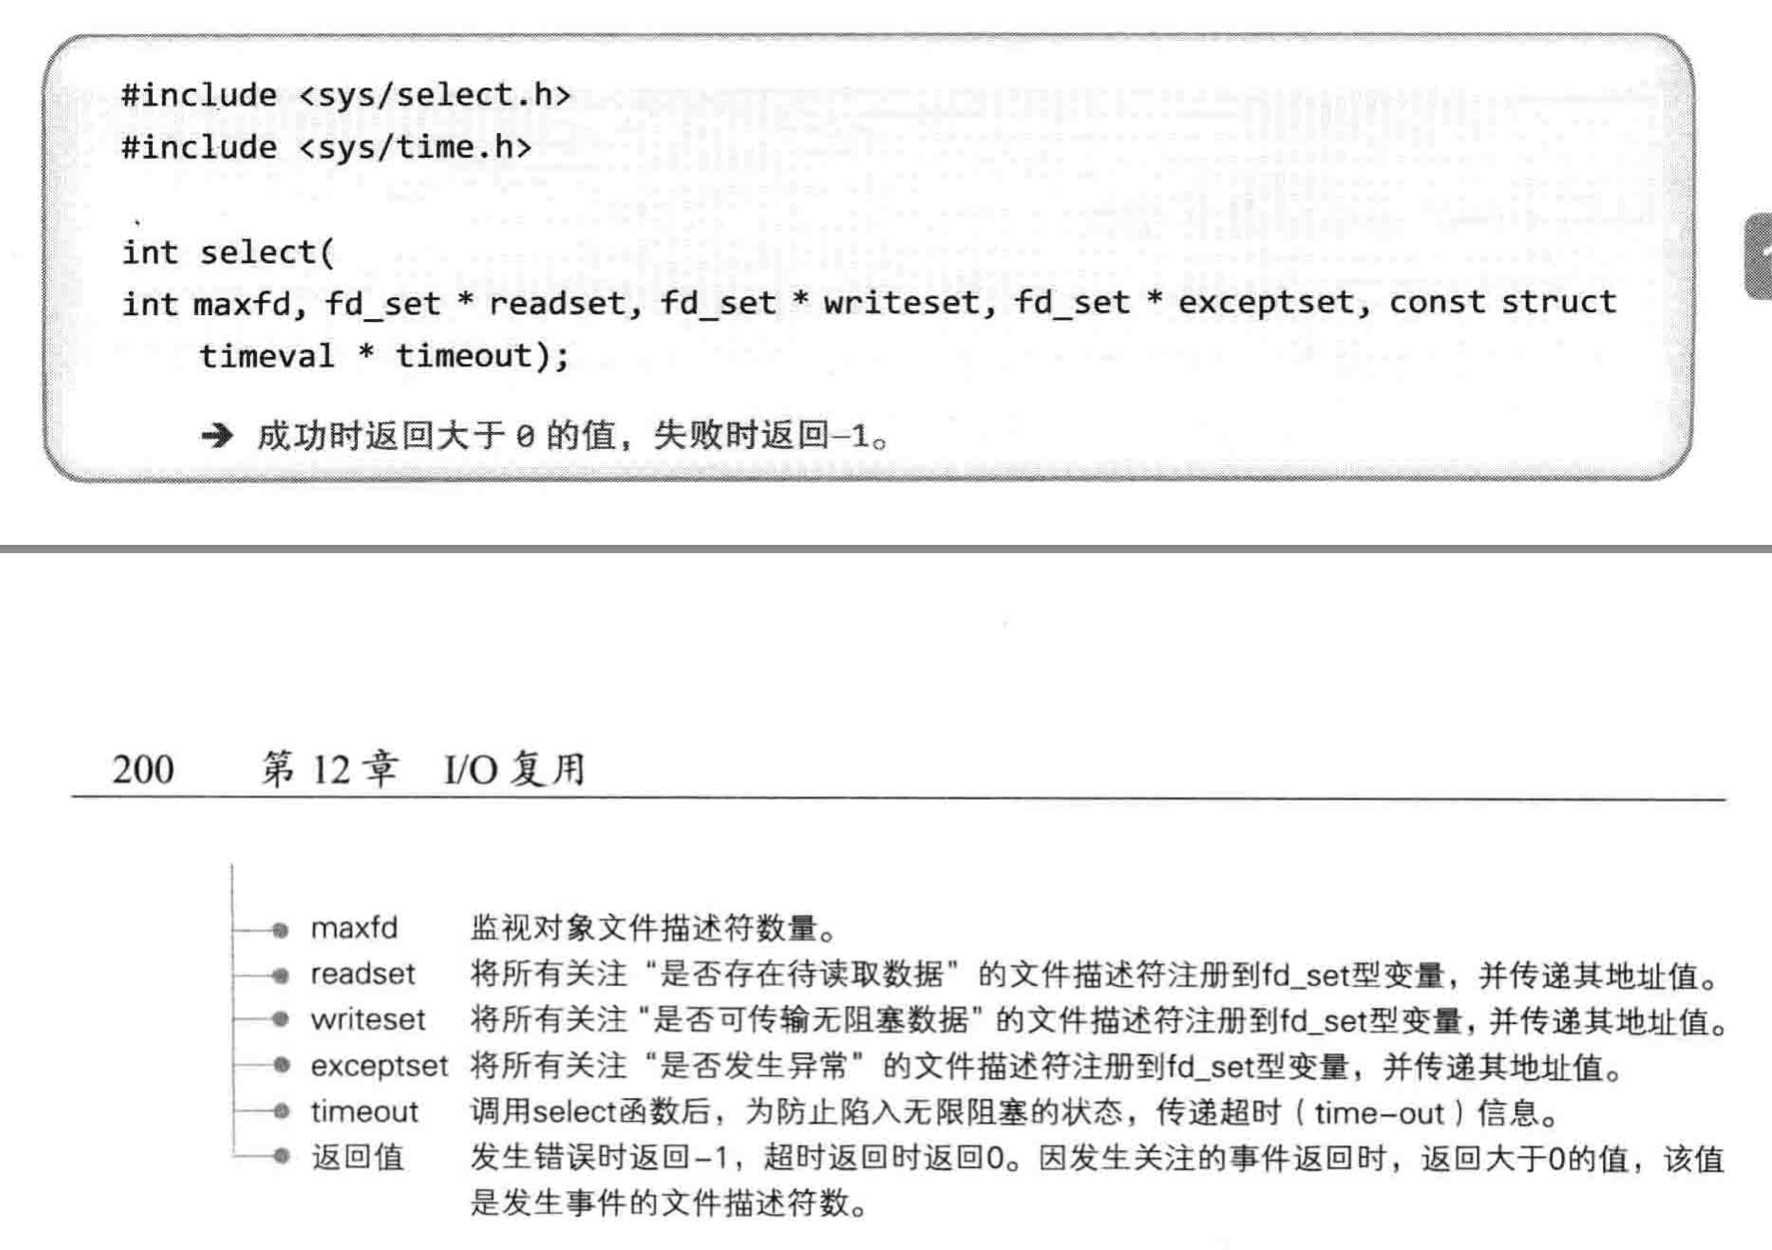 #include <sys/select.h>
#include <sys/time.h>
int select(
int maxfd, fd_set * readset, fd_set * writeset, fd_set * exceptset, const struct
timeval * timeout);
➔ 成功时返回大于 0 的值，失败时返回–1。
200 第 12 章 I/O 复用
maxfd 监视对象文件描述符数量。
readset 将所有关注“是否存在待读取数据”的文件描述符注册到fd_set型变量，并传递其地址值。
writeset 将所有关注“是否可传输无阻塞数据”的文件描述符注册到fd_set型变量，并传递其地址值。
exceptset 将所有关注“是否发生异常”的文件描述符注册到fd_set型变量，并传递其地址值。
timeout 调用select函数后，为防止陷入无限阻塞的状态，传递超时（time–out）信息。
返回值 发生错误时返回–1，超时返回时返回0。因发生关注的事件返回时，返回大于0的值，该值
是发生事件的文件描述符数。